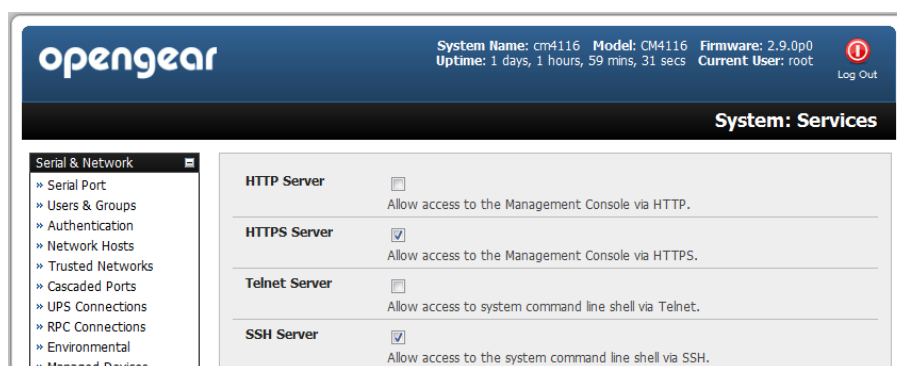 opengear
System Name: cm4116 Model: CM4116 Firmware: 2.9.0p0
Uptime: 1 days, 1 hours, 59 mins, 31 secs Current User: root
Log Out
System: Services
Serial & Network
» Serial Port
» Users & Groups
» Authentication
» Network Hosts
» Trusted Networks
» Cascaded Ports
» UPS Connections
» RPC Connections
» Environmental
» Managed Devices
HTTP Server
Allow access to the Management Console via HTTP.
HTTPS Server
Allow access to the Management Console via HTTPS.
Telnet Server
Allow access to system command line shell via Telnet.
SSH Server
Allow access to the system command line shell via SSH.